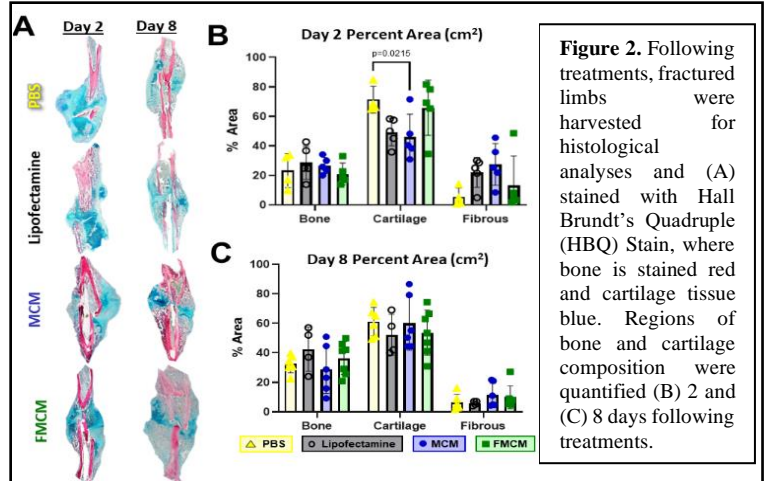 A
Day 2 Day 8
PBS
Lipofectamine
MCM
FMCM
B
Day 2 Percent Area (cm²)
p=0.0215
% Area
100
80
60
40
20
0
Bone Cartilage Fibrous
C
Day 8 Percent Area (cm²)
% Area
100
80
60
40
20
0
Bone Cartilage Fibrous
PBS Lipofectamine MCM FMCM
Figure 2. Following
treatments, fractured
limbs were
harvested for
histological
analyses and (A)
stained with Hall
Brundt’s Quadruple
(HBQ) Stain, where
bone is stained red
and cartilage tissue
blue. Regions of
bone and cartilage
composition were
quantified (B) 2 and
(C) 8 days following
treatments.